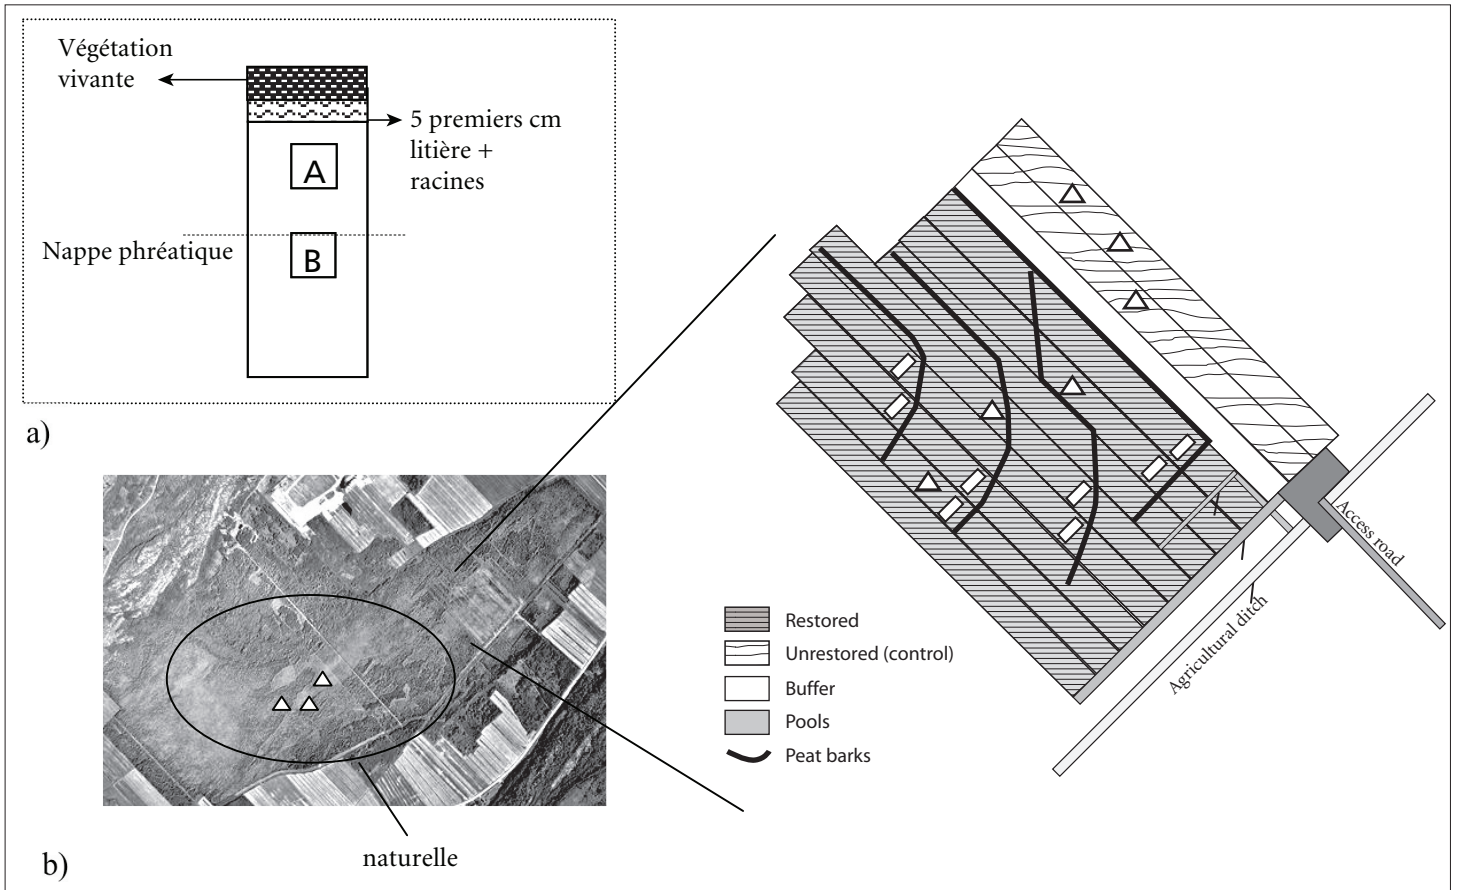 Végétation
vivante
5 premiers cm
litière +
racines
A
Nappe phréatique
B
a)
Restored
Unrestored (control)
Buffer
Pools
Peat barks
Access road
Agricultural ditch
naturelle
b)